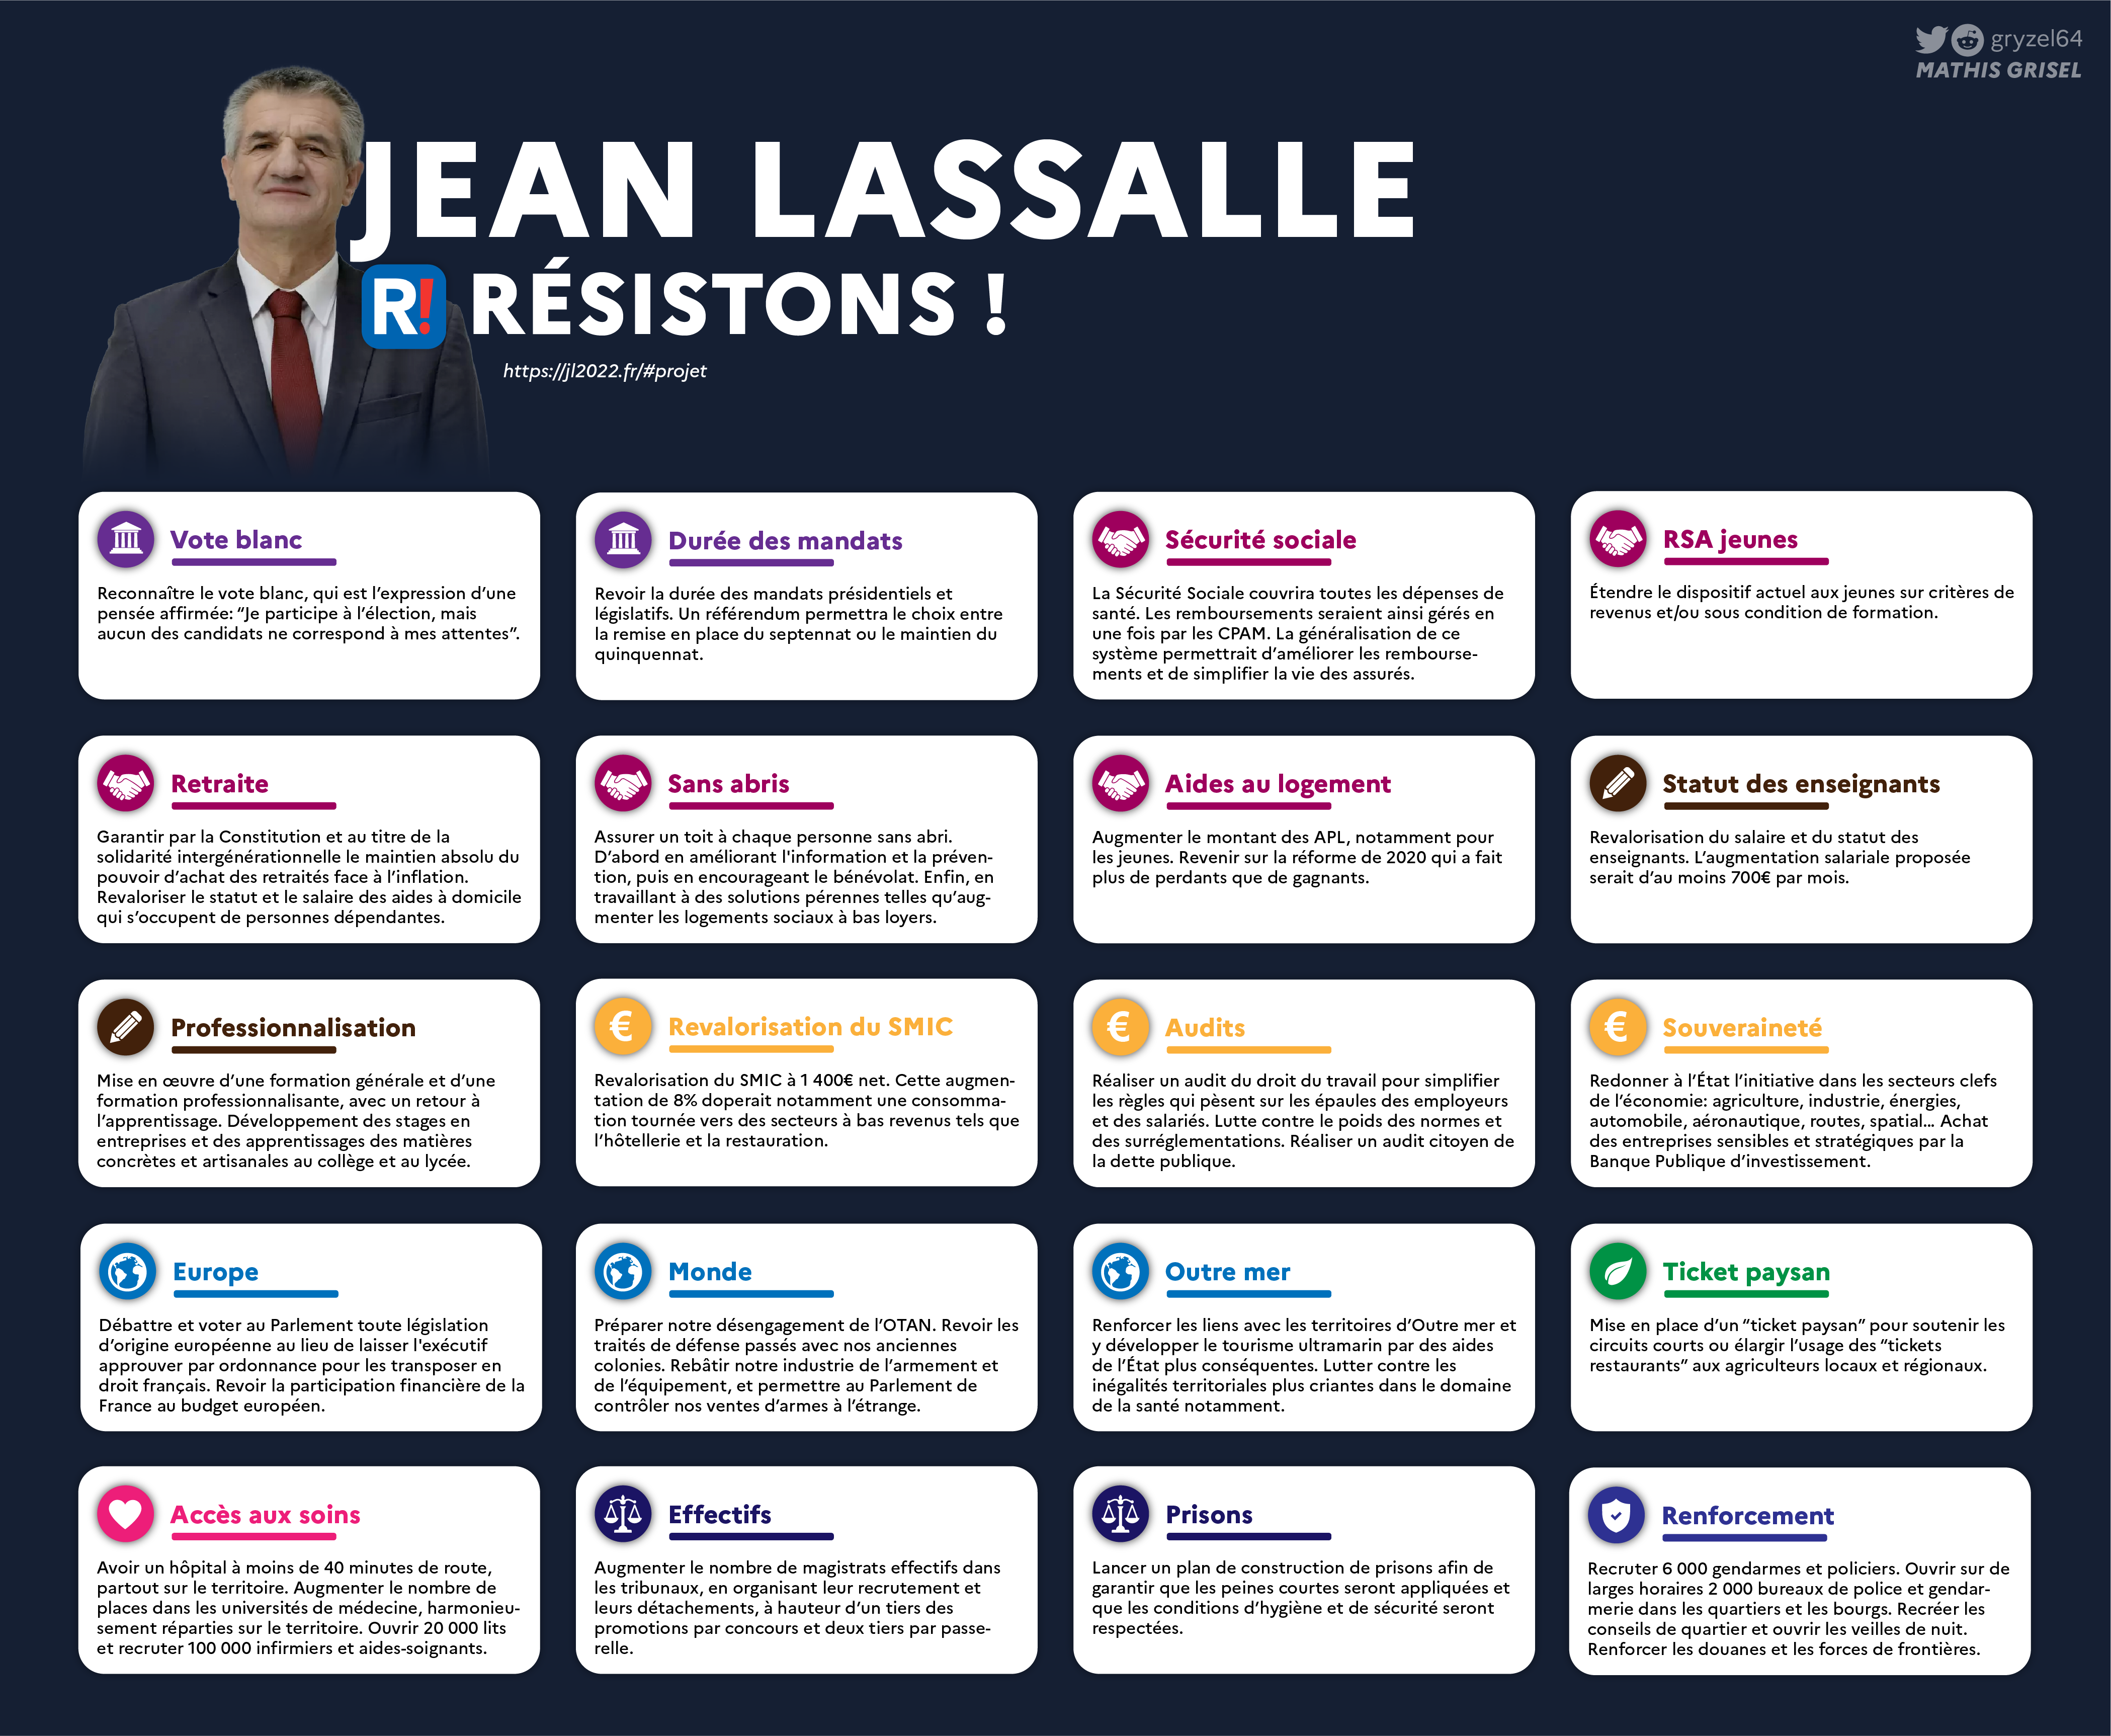 gryzel64
MATHIS GRISEL
JEAN LASSALLE
R! RÉSISTONS !
https://jl2022.fr/#projet
Vote blanc
Reconnaître le vote blanc, qui est l’expression d’une
pensée affirmée: “Je participe à l’élection, mais
aucun des candidats ne correspond à mes attentes”.
Durée des mandats
Revoir la durée des mandats présidentiels et
législatifs. Un référendum permettra le choix entre
la remise en place du septennat ou le maintien du
quinquennat.
Sécurité sociale
La Sécurité Sociale couvrira toutes les dépenses de
santé. Les remboursements seraient ainsi gérés en
une fois par les CPAM. La généralisation de ce
système permettrait d’améliorer les rembourse-
ments et de simplifier la vie des assurés.
RSA jeunes
Étendre le dispositif actuel aux jeunes sur critères de
revenus et/ou sous condition de formation.
Retraite
Garantir par la Constitution et au titre de la
solidarité intergénérationnelle le maintien absolu du
pouvoir d’achat des retraités face à l’inflation.
Revaloriser le statut et le salaire des aides à domicile
qui s’occupent de personnes dépendantes.
Sans abris
Assurer un toit à chaque personne sans abri.
D’abord en améliorant l'information et la préven-
tion, puis en encourageant le bénévolat. Enfin, en
travaillant à des solutions pérennes telles qu’aug-
menter les logements sociaux à bas loyers.
Aides au logement
Augmenter le montant des APL, notamment pour
les jeunes. Revenir sur la réforme de 2020 qui a fait
plus de perdants que de gagnants.
Statut des enseignants
Revalorisation du salaire et du statut des
enseignants. L’augmentation salariale proposée
serait d’au moins 700€ par mois.
Professionnalisation
Mise en œuvre d’une formation générale et d’une
formation professionnalisante, avec un retour à
l’apprentissage. Développement des stages en
entreprises et des apprentissages des matières
concrètes et artisanales au collège et au lycée.
Revalorisation du SMIC
Revalorisation du SMIC à 1 400€ net. Cette augmen-
tation de 8% doperait notamment une consomma-
tion tournée vers des secteurs à bas revenus tels que
l’hôtellerie et la restauration.
Audits
Réaliser un audit du droit du travail pour simplifier
les règles qui pèsent sur les épaules des employeurs
et des salariés. Lutte contre le poids des normes et
des surréglementations. Réaliser un audit citoyen de
la dette publique.
Souveraineté
Redonner à l’État l’initiative dans les secteurs clefs
de l’économie: agriculture, industrie, énergies,
automobile, aéronautique, routes, spatial... Achat
des entreprises sensibles et stratégiques par la
Banque Publique d’investissement.
Europe
Débattre et voter au Parlement toute législation
d’origine européenne au lieu de laisser l'exécutif
approuver par ordonnance pour les transposer en
droit français. Revoir la participation financière de la
France au budget européen.
Monde
Préparer notre désengagement de l’OTAN. Revoir les
traités de défense passés avec nos anciennes
colonies. Rebâtir notre industrie de l’armement et
de l’équipement, et permettre au Parlement de
contrôler nos ventes d’armes à l’étrange.
Outre mer
Renforcer les liens avec les territoires d’Outre mer et
y développer le tourisme ultramarin par des aides
de l’État plus conséquentes. Lutter contre les
inégalités territoriales plus criantes dans le domaine
de la santé notamment.
Ticket paysan
Mise en place d’un “ticket paysan” pour soutenir les
circuits courts ou élargir l’usage des “tickets
restaurants” aux agriculteurs locaux et régionaux.
Accès aux soins
Avoir un hôpital à moins de 40 minutes de route,
partout sur le territoire. Augmenter le nombre de
places dans les universités de médecine, harmonieu-
sement réparties sur le territoire. Ouvrir 20 000 lits
et recruter 100 000 infirmiers et aides-soignants.
Effectifs
Augmenter le nombre de magistrats effectifs dans
les tribunaux, en organisant leur recrutement et
leurs détachements, à hauteur d’un tiers des
promotions par concours et deux tiers par passe-
relle.
Prisons
Lancer un plan de construction de prisons afin de
garantir que les peines courtes seront appliquées et
que les conditions d’hygiène et de sécurité seront
respectées.
Renforcement
Recruter 6 000 gendarmes et policiers. Ouvrir sur de
larges horaires 2 000 bureaux de police et gendar-
merie dans les quartiers et les bourgs. Recréer les
conseils de quartier et ouvrir les veilles de nuit.
Renforcer les douanes et les forces de frontières.